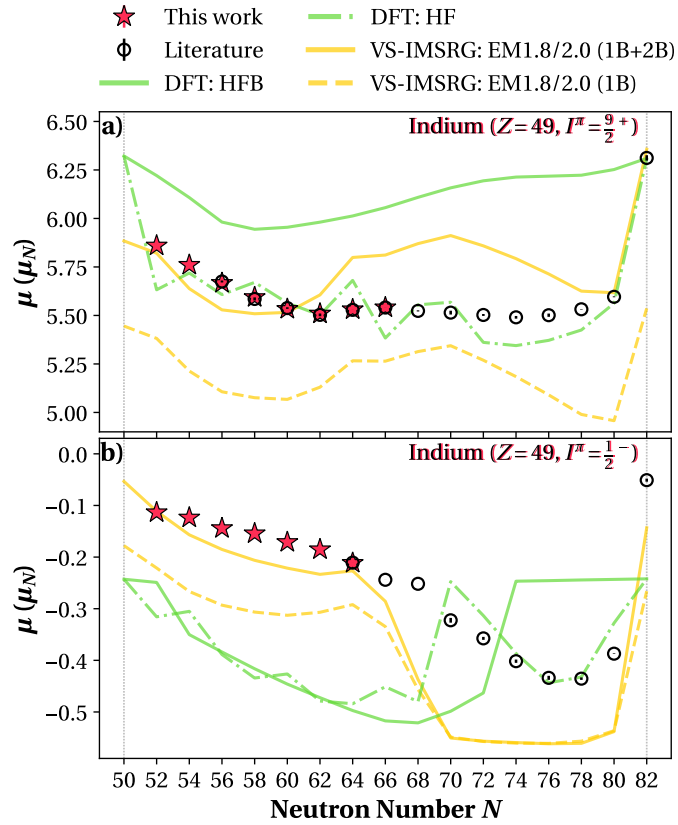 This work
Literature
DFT: HFB
DFT: HF
VS-IMSRG: EM1.8/2.0 (1B+2B)
VS-IMSRG: EM1.8/2.0 (1B)
a)
Indium (Z = 49, I^π = 9/2 +)
6.50
6.25
6.00
5.75
5.50
5.25
5.00
μ (μ_N)
b)
Indium (Z = 49, I^π = 1/2 −)
0.0
−0.1
−0.2
−0.3
−0.4
−0.5
μ (μ_N)
50 52 54 56 58 60 62 64 66 68 70 72 74 76 78 80 82
Neutron Number N